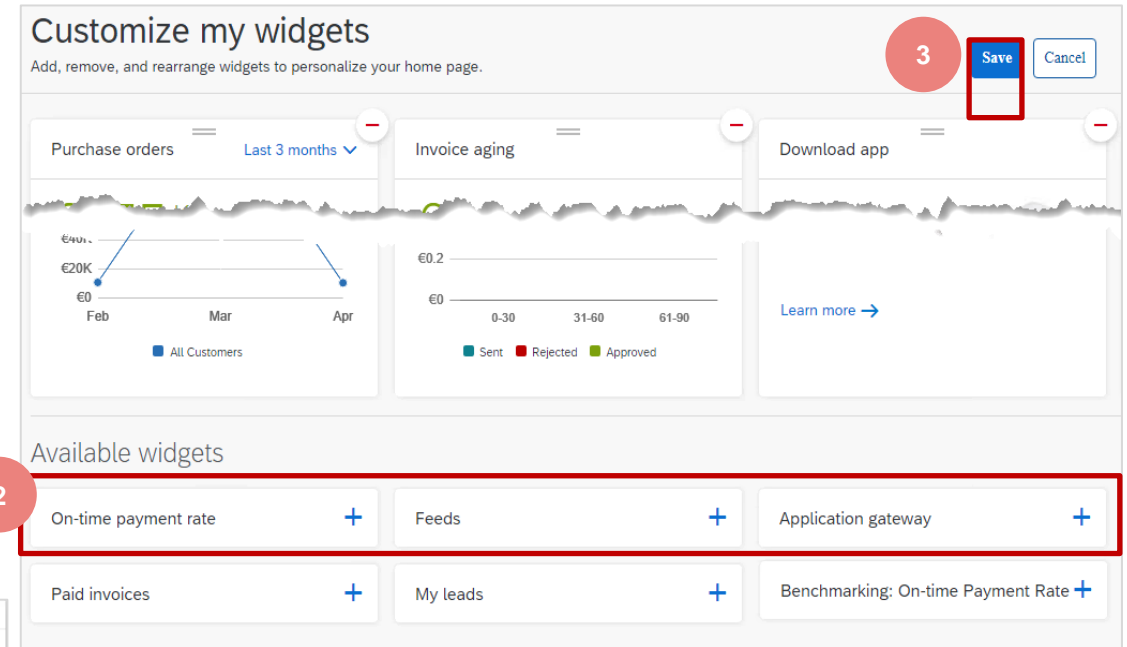 Customize my widgets
Add, remove, and rearrange widgets to personalize your home page.
3
Save
Cancel
Purchase orders
Last 3 months
Invoice aging
Download app
€20K
€0
Feb
Mar
Apr
All Customers
€0.2
€0
0-30
31-60
61-90
Sent
Rejected
Approved
Learn more
Available widgets
2
On-time payment rate
Feeds
Application gateway
Paid invoices
My leads
Benchmarking: On-time Payment Rate